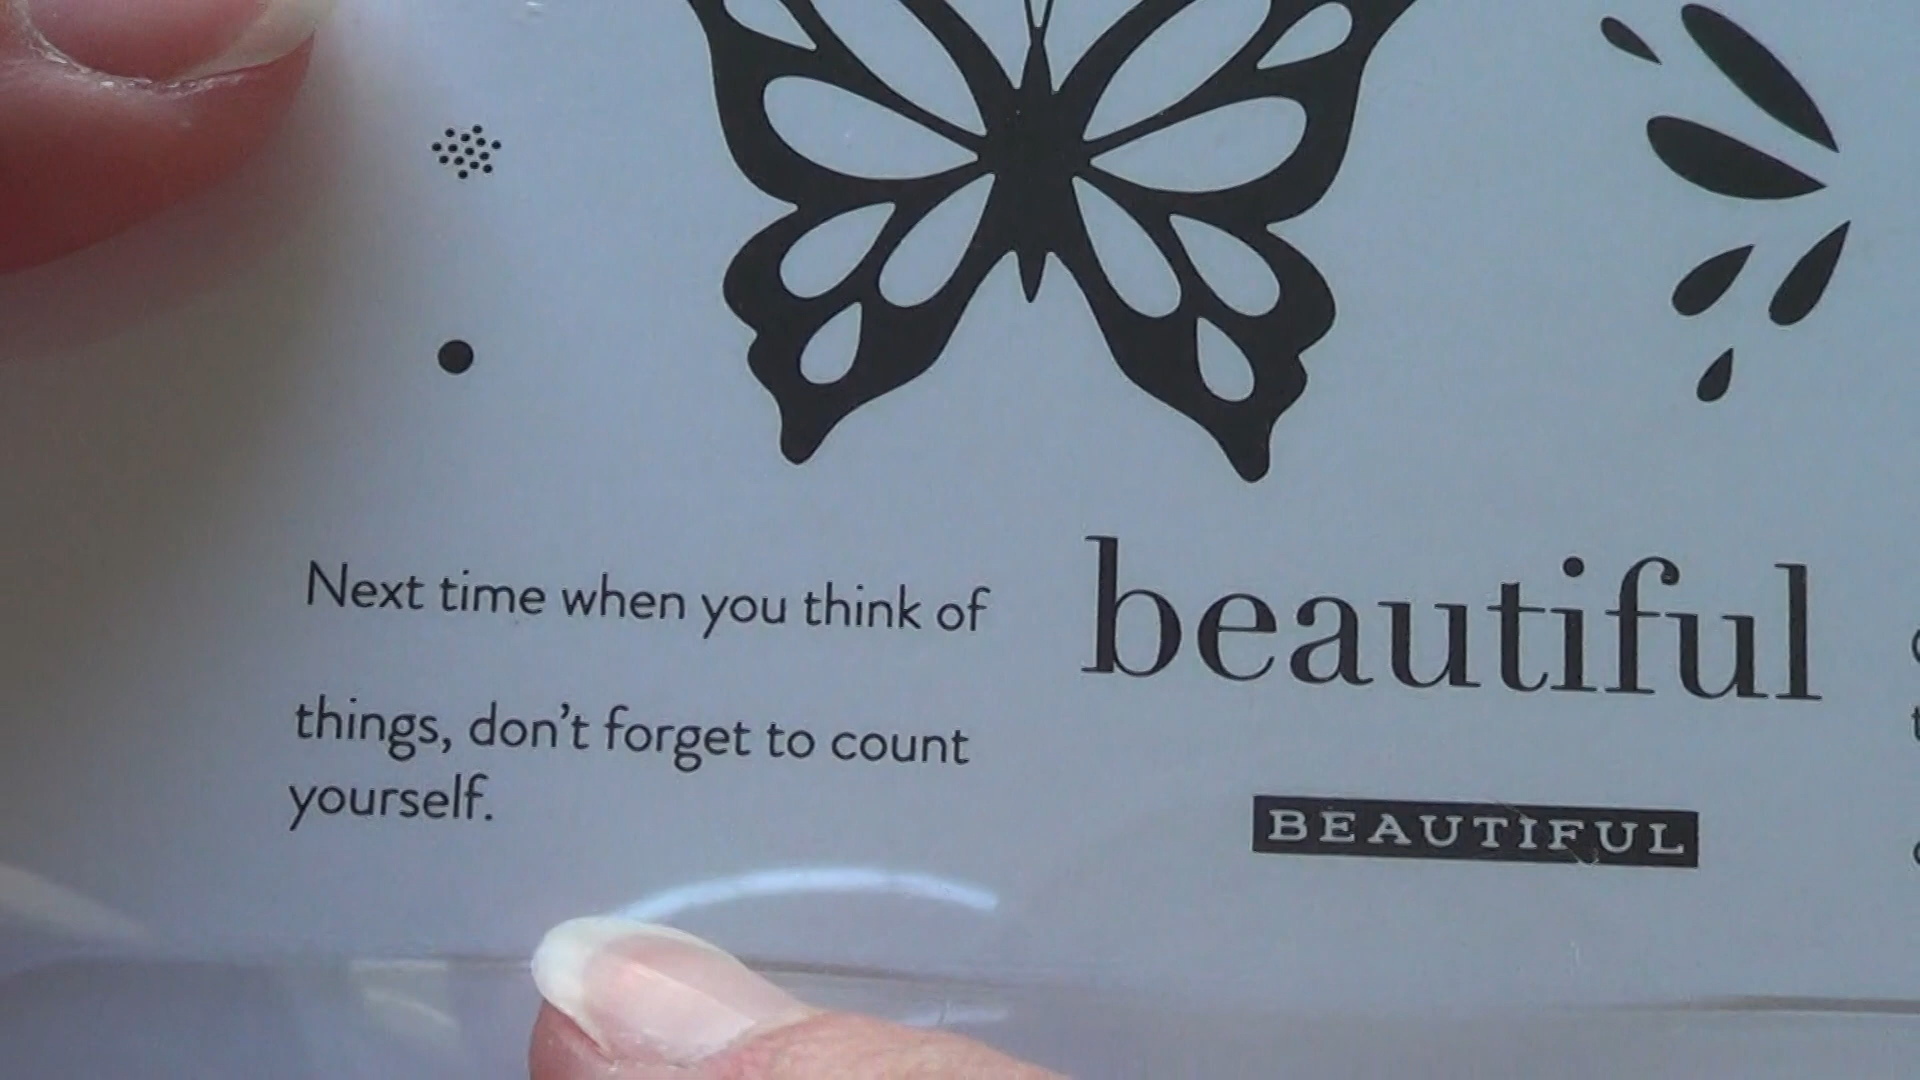 Next time when you think of
beautiful
things, don't forget to count
yourself.
BEAUTIFUL